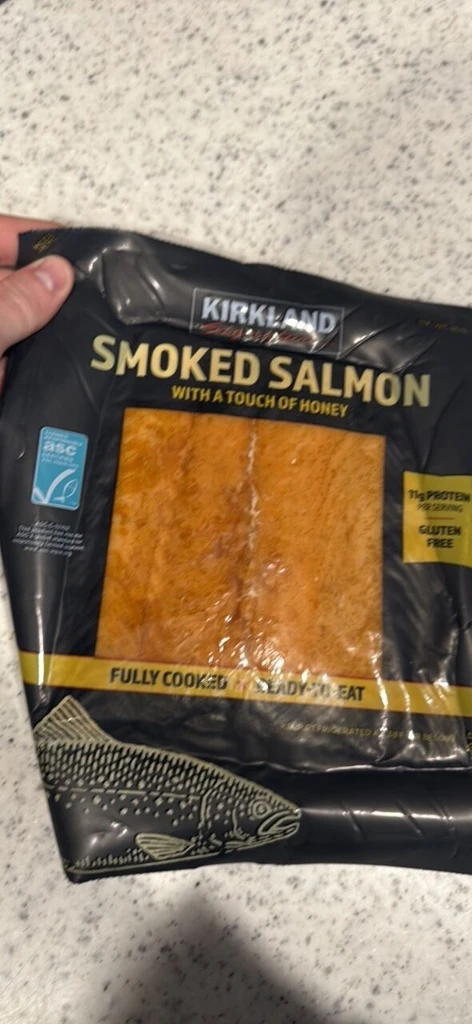 KIRKLAND
SMOKED SALMON
WITH A TOUCH OF HONEY
asc
11g PROTEIN
PER SERVING
GLUTEN
FREE
FULLY COOKED READY-TO-EAT